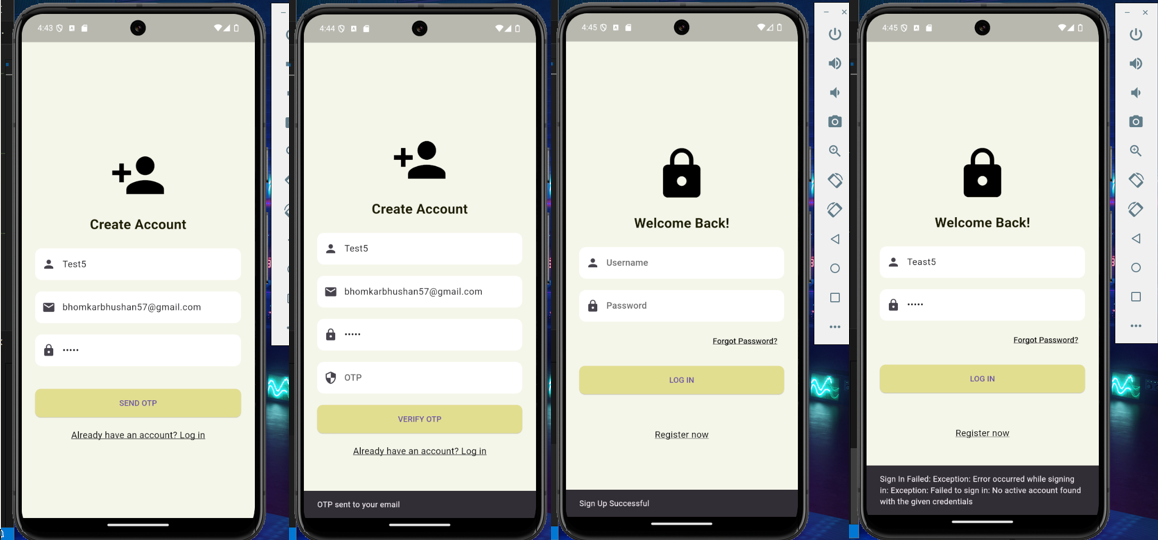 4:43
Create Account
Test5
bhomkarbhushan57@gmail.com
•••••
SEND OTP
Already have an account? Log in
4:44
Create Account
Test5
bhomkarbhushan57@gmail.com
•••••
OTP
VERIFY OTP
Already have an account? Log in
OTP sent to your email
4:45
Welcome Back!
Username
Password
Forgot Password?
LOG IN
Register now
Sign Up Successful
4:45
Welcome Back!
Teast5
•••••
Forgot Password?
LOG IN
Register now
Sign In Failed: Exception: Error occurred while signing
in: Exception: Failed to sign in: No active account found
with the given credentials